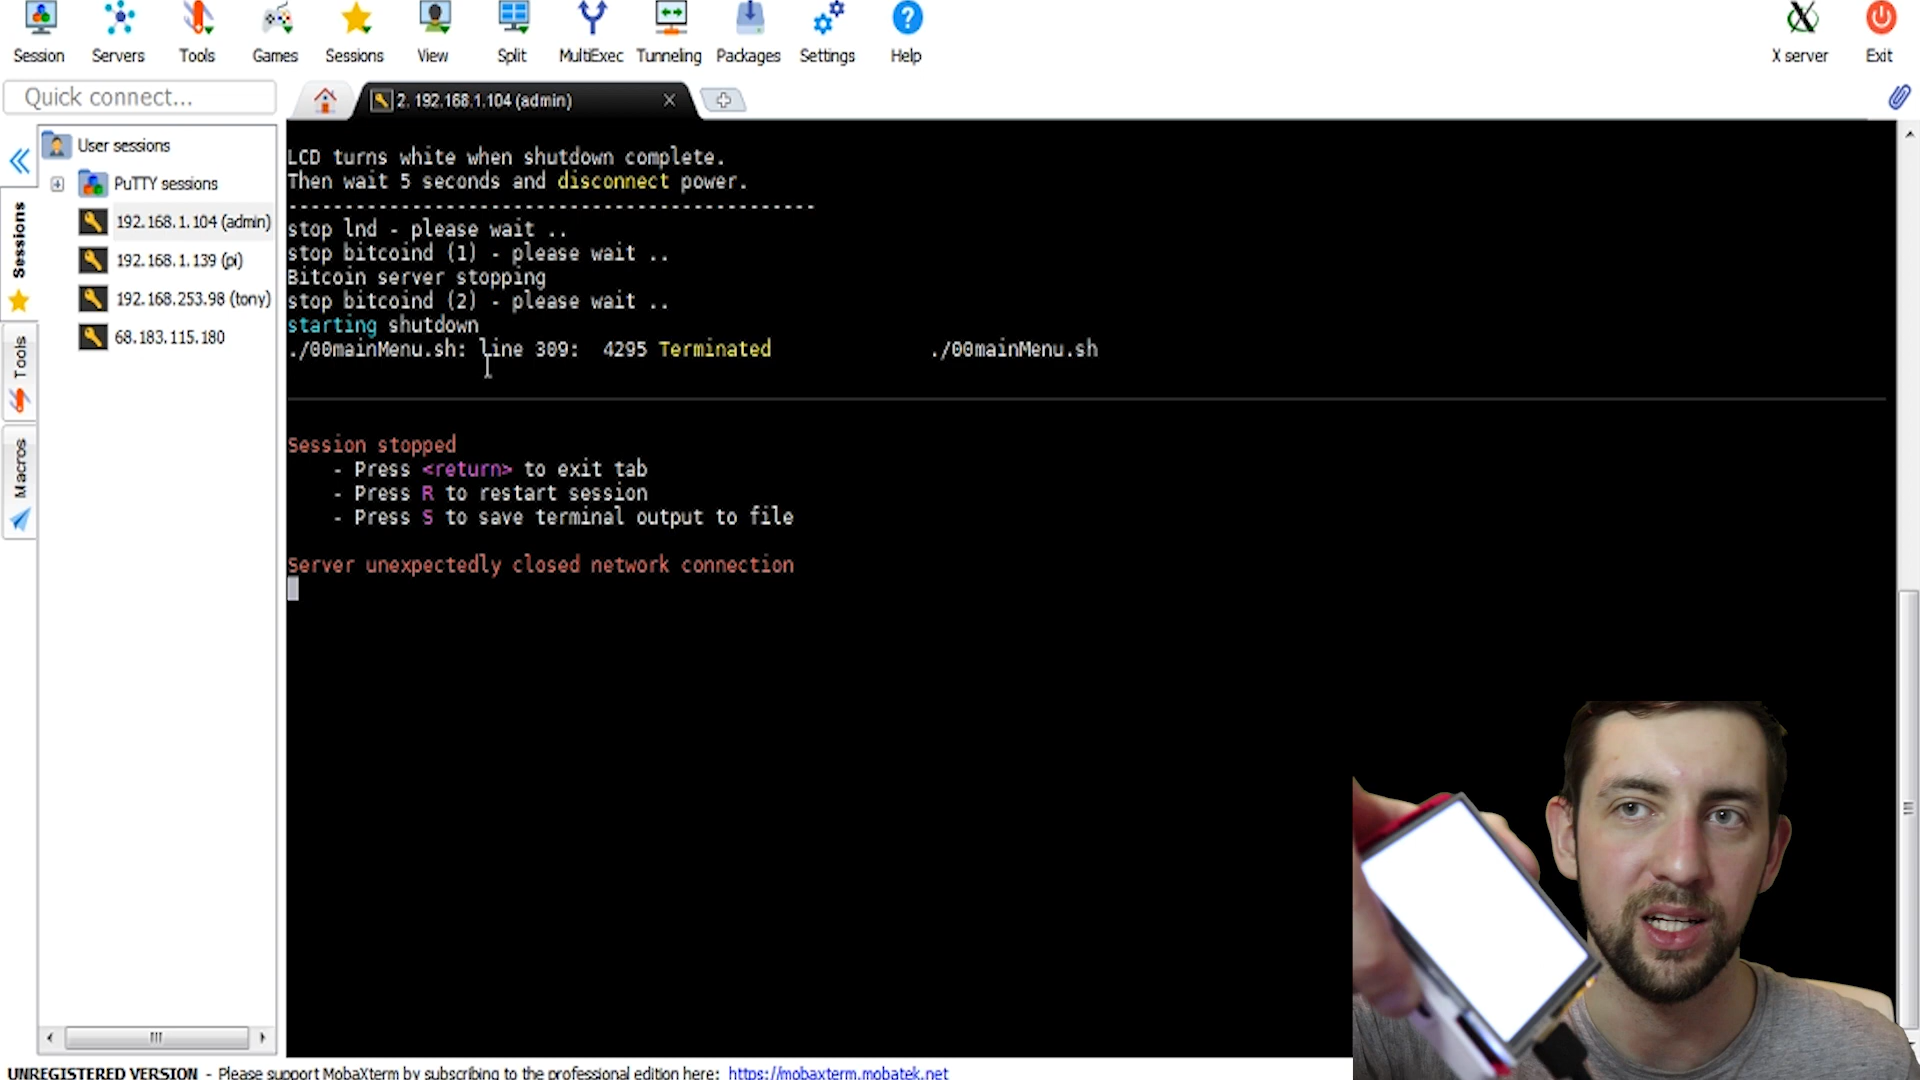 Session
Servers
Tools
Games
Sessions
View
Split
MultiExec
Tunneling
Packages
Settings
Help
X server
Exit
Quick connect...
2. 192.168.1.104 (admin)
User sessions
PuTTY sessions
192.168.1.104 (admin)
192.168.1.139 (pi)
192.168.253.98 (tony)
68.183.115.180
Sessions
Tools
Macros
LCD turns white when shutdown complete.
Then wait 5 seconds and disconnect power.
---------------------------------------------
stop lnd - please wait ..
stop bitcoind (1) - please wait ..
Bitcoin server stopping
stop bitcoind (2) - please wait ..
starting shutdown
./00mainMenu.sh: line 309:  4295 Terminated              ./00mainMenu.sh
Session stopped
- Press <return> to exit tab
- Press R to restart session
- Press S to save terminal output to file
Server unexpectedly closed network connection
UNREGISTERED VERSION - Please support MobaXterm by subscribing to the professional edition here: https://mobaxterm.mobatek.net